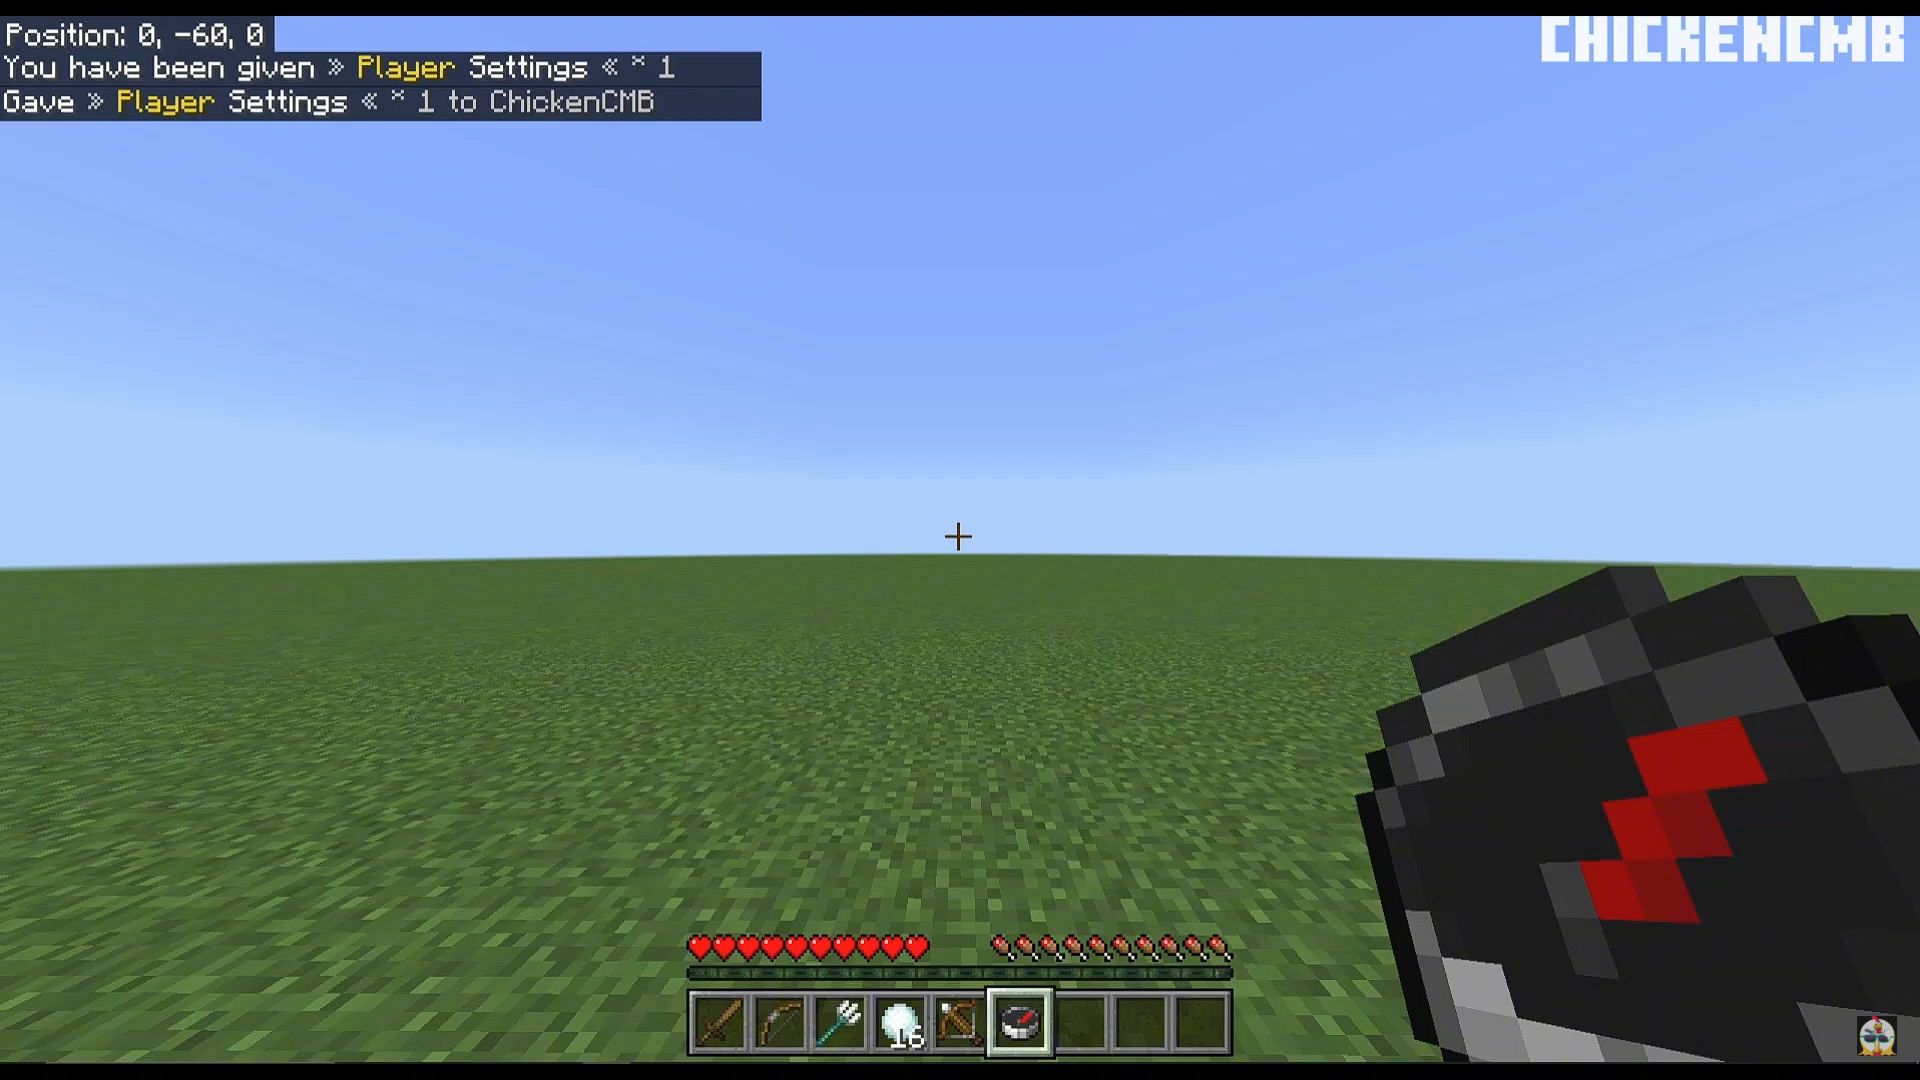 Position: 0, -60, 0
CHICKENCMB
You have been given » Player Settings « * 1
Gave » Player Settings « * 1 to ChickenCMB
16